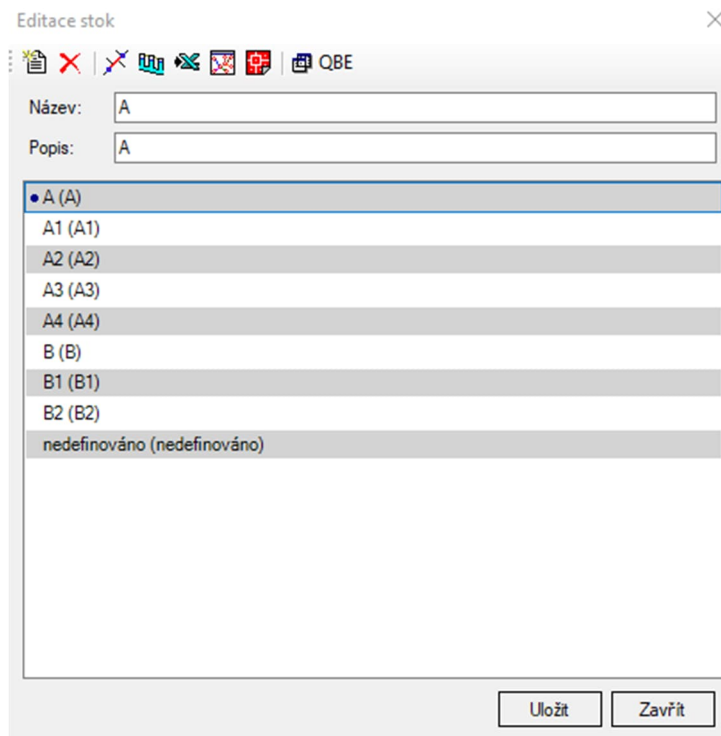 Editace stok
QBE
Název: A
Popis: A
A (A)
A1 (A1)
A2 (A2)
A3 (A3)
A4 (A4)
B (B)
B1 (B1)
B2 (B2)
nedefinováno (nedefinováno)
Uložit Zavřít